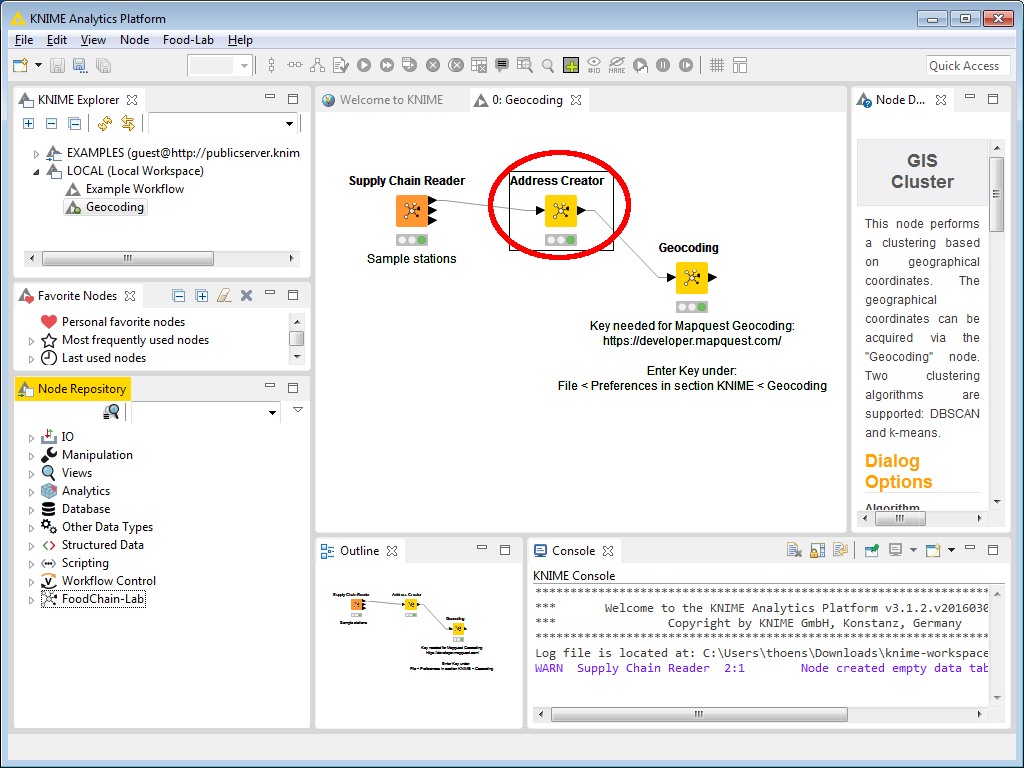 KNIME Analytics Platform
File Edit View Node Food-Lab Help
#ID
NAME
Quick Access
KNIME Explorer
EXAMPLES (guest@http://publicserver.knim
LOCAL (Local Workspace)
Example Workflow
Geocoding
Favorite Nodes
Personal favorite nodes
Most frequently used nodes
Last used nodes
Node Repository
IO
Manipulation
Views
Analytics
Database
Other Data Types
Structured Data
Scripting
Workflow Control
FoodChain-Lab
Welcome to KNIME
0: Geocoding
Supply Chain Reader
Sample stations
Address Creator
Geocoding
Key needed for Mapquest Geocoding:
https://developer.mapquest.com/
Enter Key under:
File < Preferences in section KNIME < Geocoding
Node D...
GIS
Cluster
This node performs
a clustering based
on geographical
coordinates. The
geographical
coordinates can be
acquired via the
"Geocoding" node.
Two clustering
algorithms are
supported: DBSCAN
and k-means.
Dialog
Options
Algorithm
Outline
Supply Chain Reader
Sample stations
Address Creator
Geocoding
Key needed for Mapquest Geocoding:
https://developer.mapquest.com/
Enter Key under:
File < Preferences in section KNIME < Geocoding
Console
KNIME Console
*** Welcome to the KNIME Analytics Platform v3.1.2.v2016030
*** Copyright by KNIME GmbH, Konstanz, Germany
Log file is located at: C:\Users\thoens\Downloads\knime-workspace
WARN Supply Chain Reader 2:1 Node created empty data tab